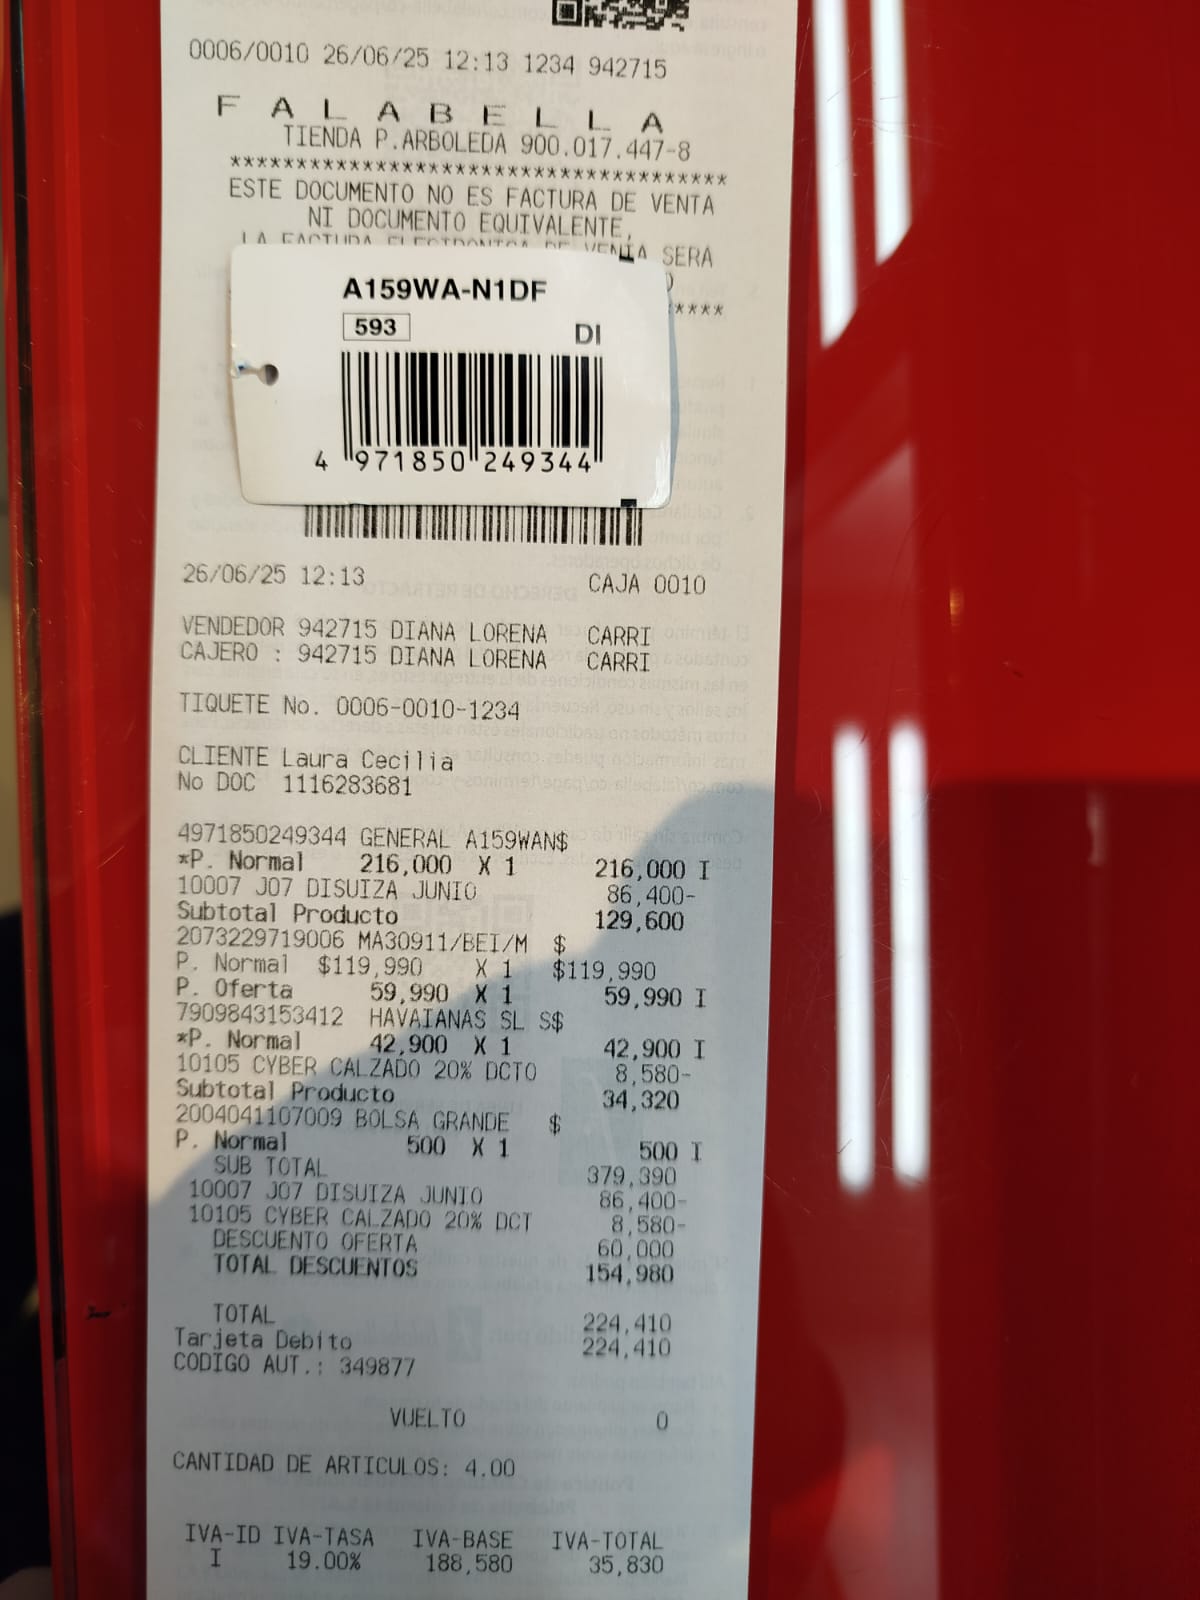 0006/0010 26/06/25 12:13 1234 942715
F A L A B E L L A
TIENDA P.ARBOLEDA 900.017.447-8
**************************************
ESTE DOCUMENTO NO ES FACTURA DE VENTA
NI DOCUMENTO EQUIVALENTE,
LA FACTURA ELECTRONICA DE VENTA SERA
)
****
A159WA-N1DF
593
DI
4 971850 249344
26/06/25 12:13 CAJA 0010
VENDEDOR 942715 DIANA LORENA CARRI
CAJERO : 942715 DIANA LORENA CARRI
TIQUETE No. 0006-0010-1234
CLIENTE Laura Cecilia
No DOC 1116283681
4971850249344 GENERAL A159WAN$
*P. Normal 216,000 X 1 216,000 I
10007 J07 DISUIZA JUNIO 86,400-
Subtotal Producto 129,600
2073229719006 MA30911/BEI/M $
P. Normal $119,990 X 1 $119,990
P. Oferta 59,990 X 1 59,990 I
7909843153412 HAVAIANAS SL S$
*P. Normal 42,900 X 1 42,900 I
10105 CYBER CALZADO 20% DCTO 8,580-
Subtotal Producto 34,320
2004041107009 BOLSA GRANDE $
P. Normal 500 X 1 500 I
SUB TOTAL 379,390
10007 J07 DISUIZA JUNIO 86,400-
10105 CYBER CALZADO 20% DCT 8,580-
DESCUENTO OFERTA 60,000
TOTAL DESCUENTOS 154,980
TOTAL 224,410
Tarjeta Debito 224,410
CODIGO AUT.: 349877
VUELTO 0
CANTIDAD DE ARTICULOS: 4.00
IVA-ID IVA-TASA IVA-BASE IVA-TOTAL
I 19.00% 188,580 35,830